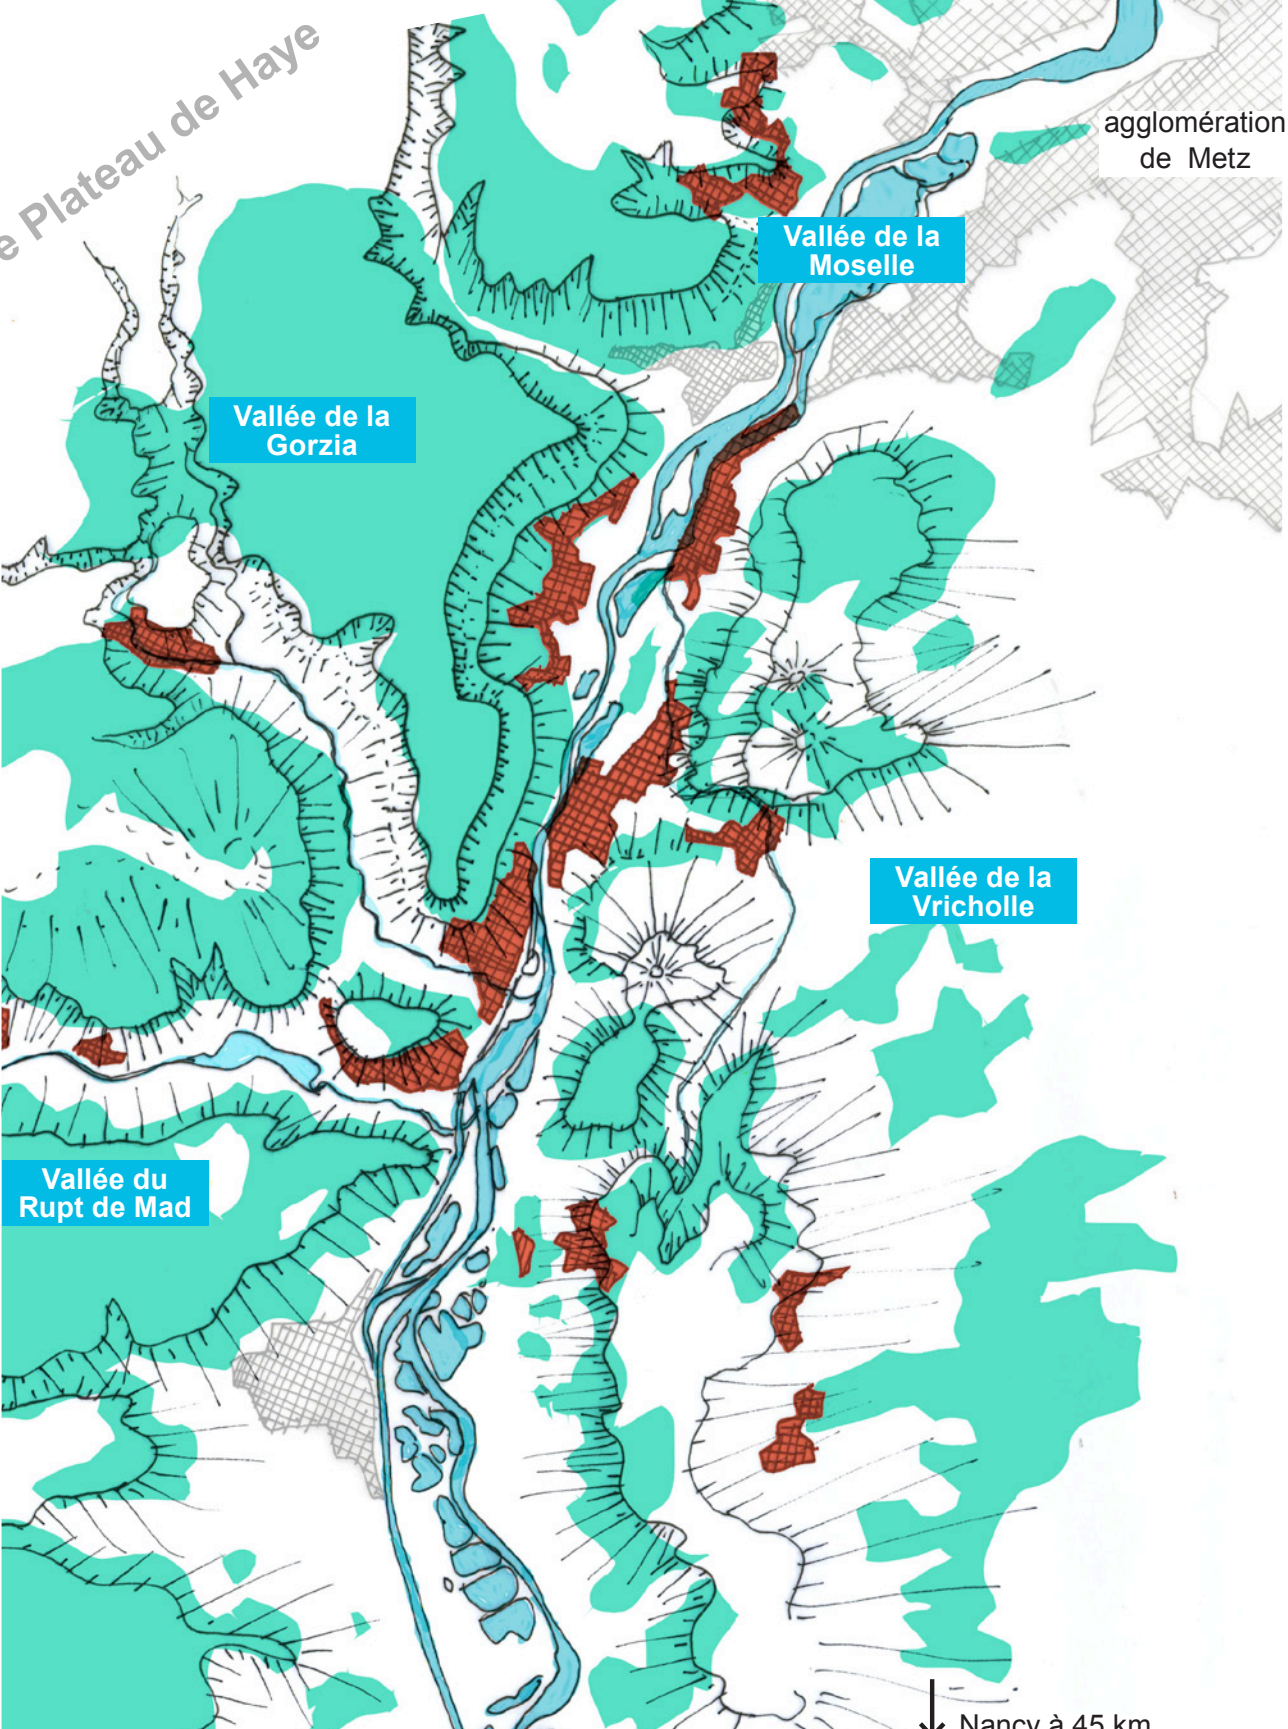 e Plateau de Haye
agglomération
de Metz
Vallée de la
Moselle
Vallée de la
Gorzia
Vallée de la
Vricholle
Vallée du
Rupt de Mad
Nancy à 45 km